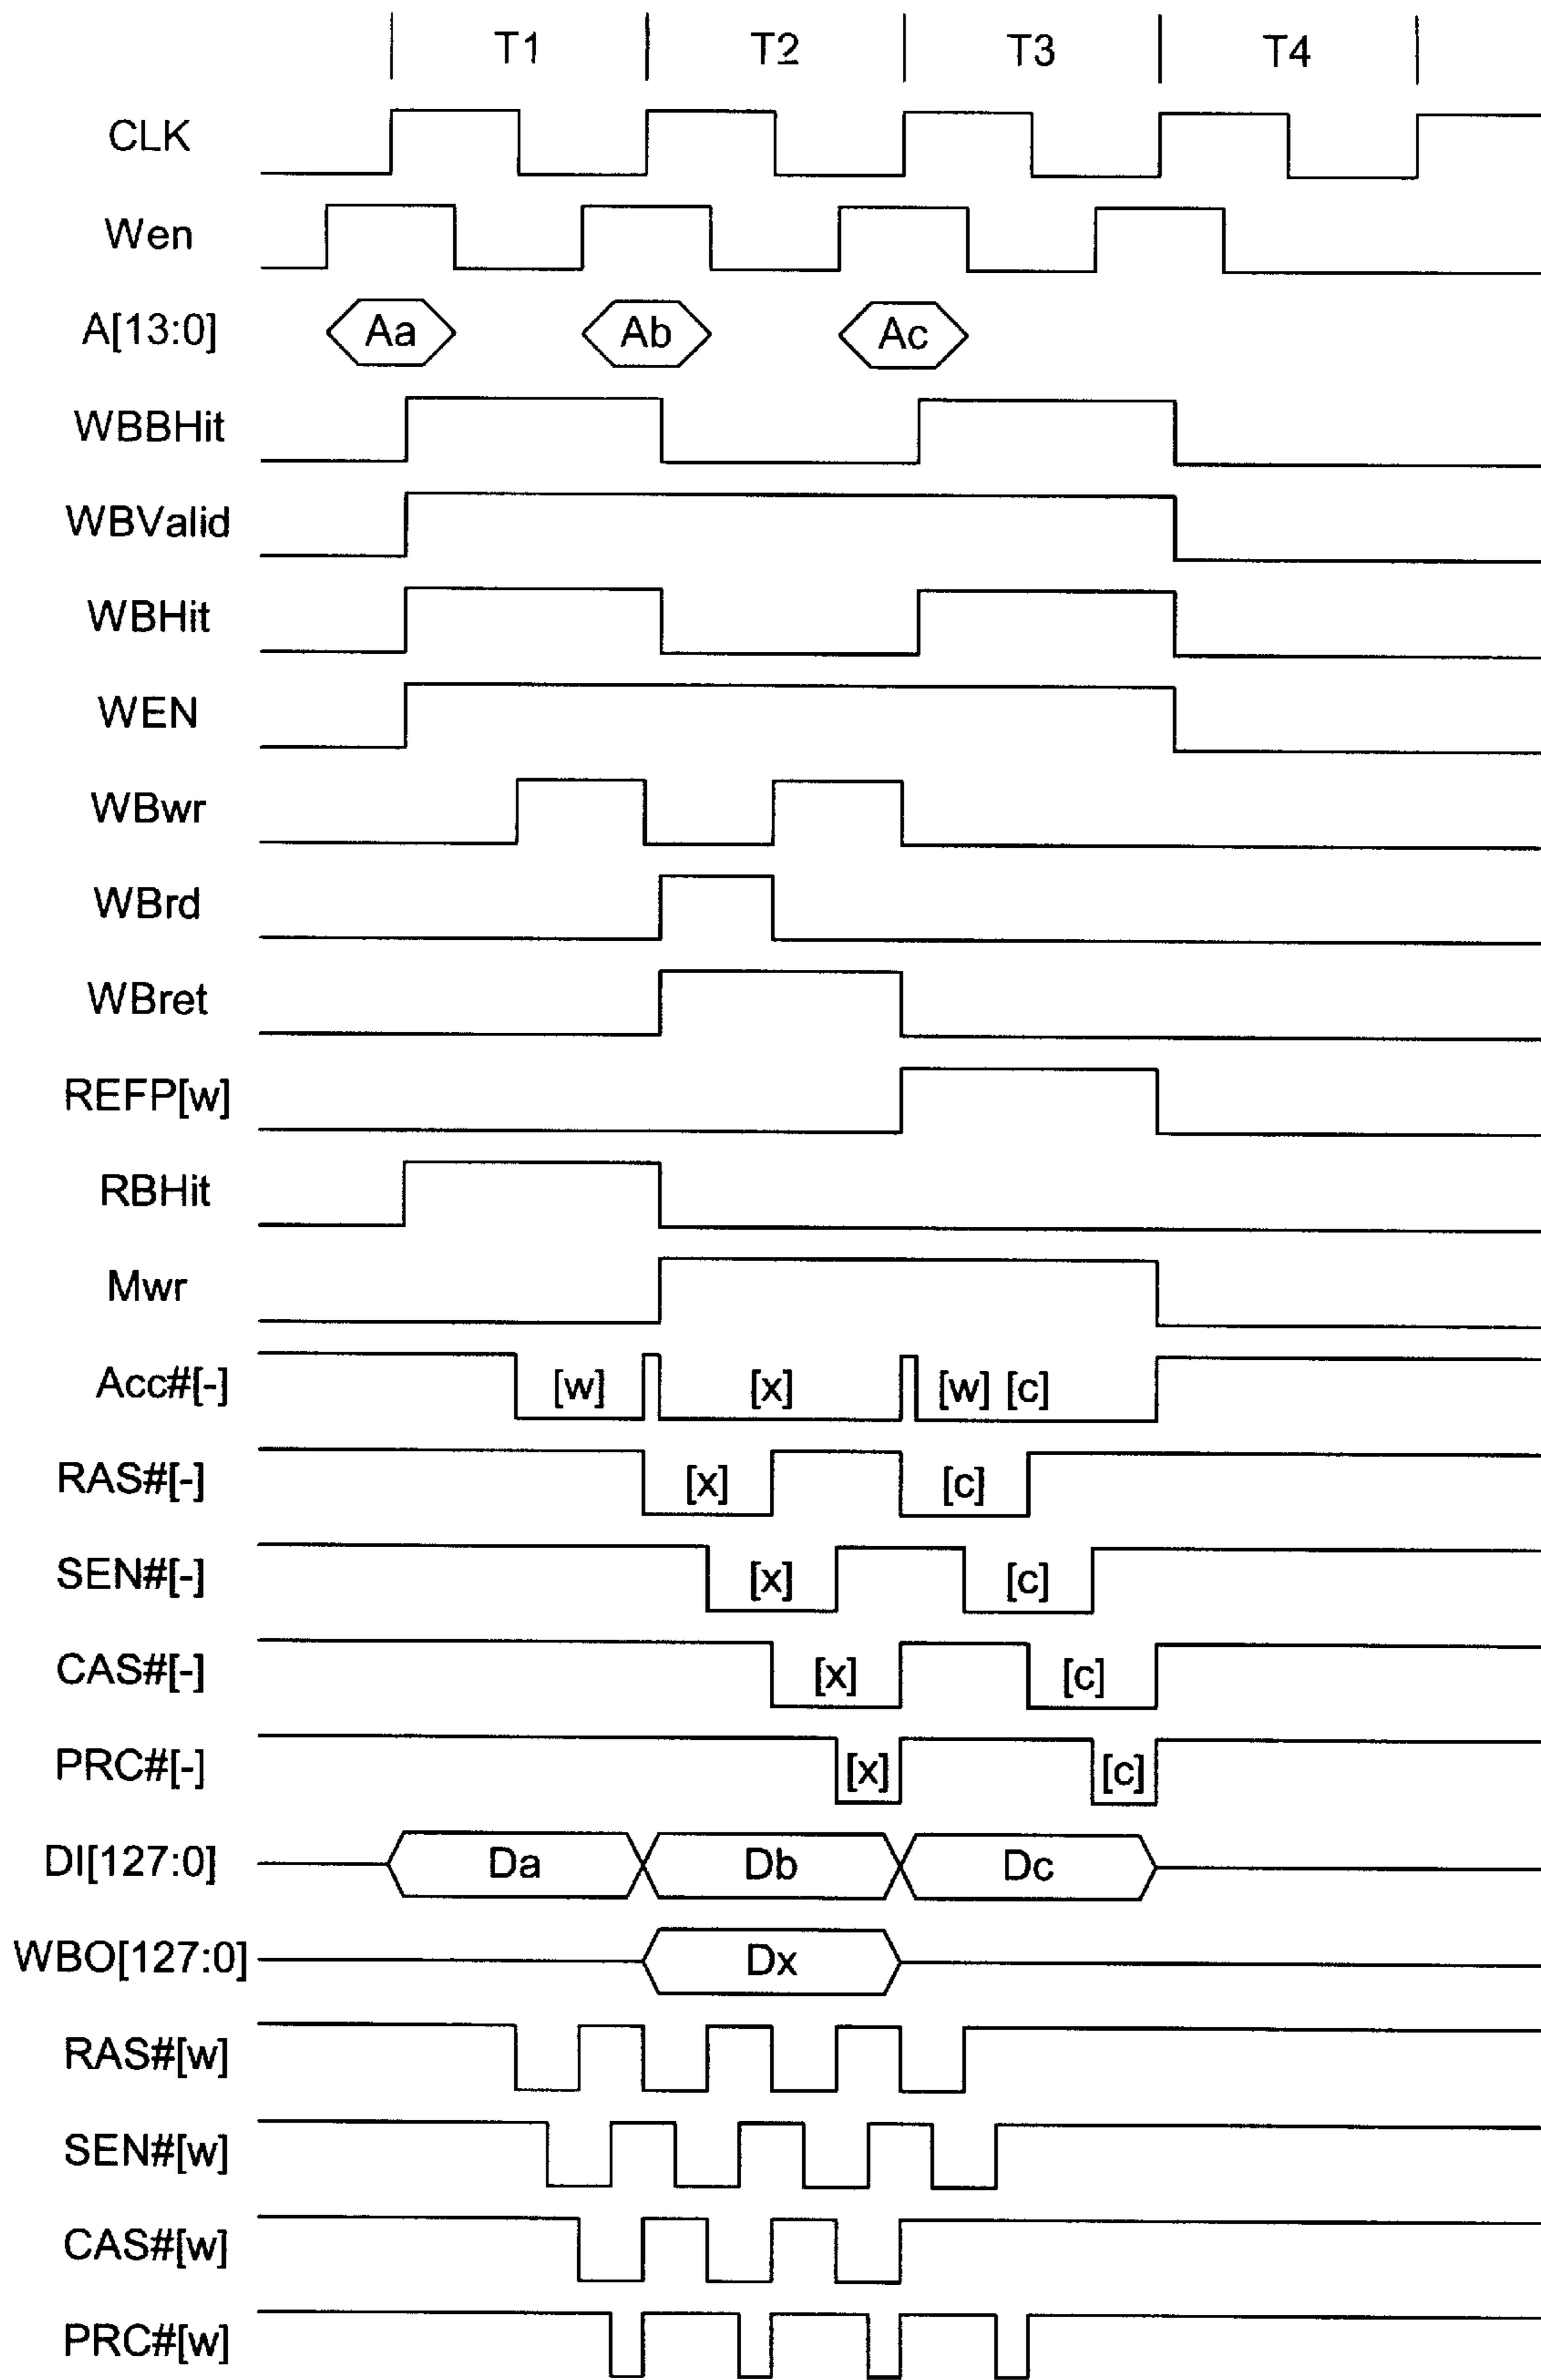 T1 T2 T3 T4
CLK
Wen
A[13:0] Aa Ab Ac
WBBHit
WBValid
WBHit
WEN
WBwr
WBrd
WBret
REFP[w]
RBHit
Mwr
Acc#[-] [w] [x] [w] [c]
RAS#[-] [x] [c]
SEN#[-] [x] [c]
CAS#[-] [x] [c]
PRC#[-] [x] [c]
DI[127:0] Da Db Dc
WBO[127:0] Dx
RAS#[w]
SEN#[w]
CAS#[w]
PRC#[w]